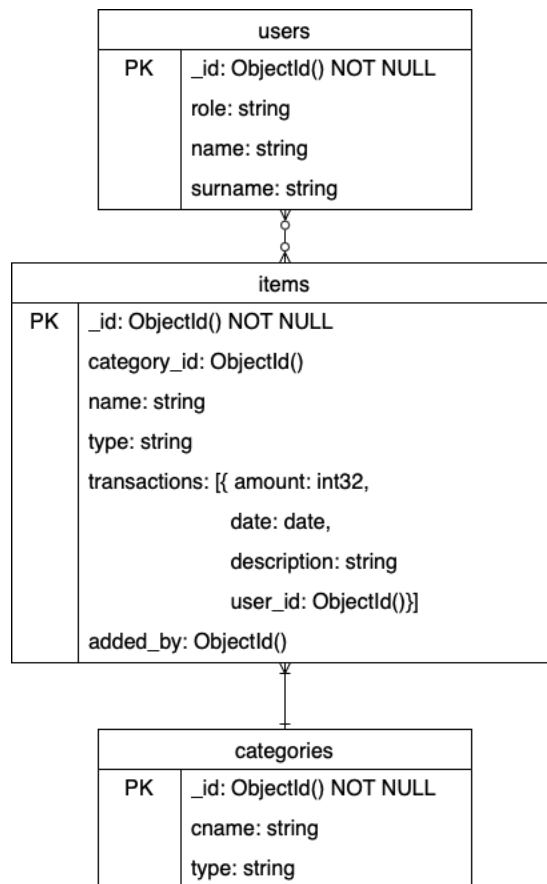 users
PK _id: ObjectId() NOT NULL
role: string
name: string
surname: string
items
PK _id: ObjectId() NOT NULL
category_id: ObjectId()
name: string
type: string
transactions: [{ amount: int32,
date: date,
description: string
user_id: ObjectId()}]
added_by: ObjectId()
categories
PK _id: ObjectId() NOT NULL
cname: string
type: string